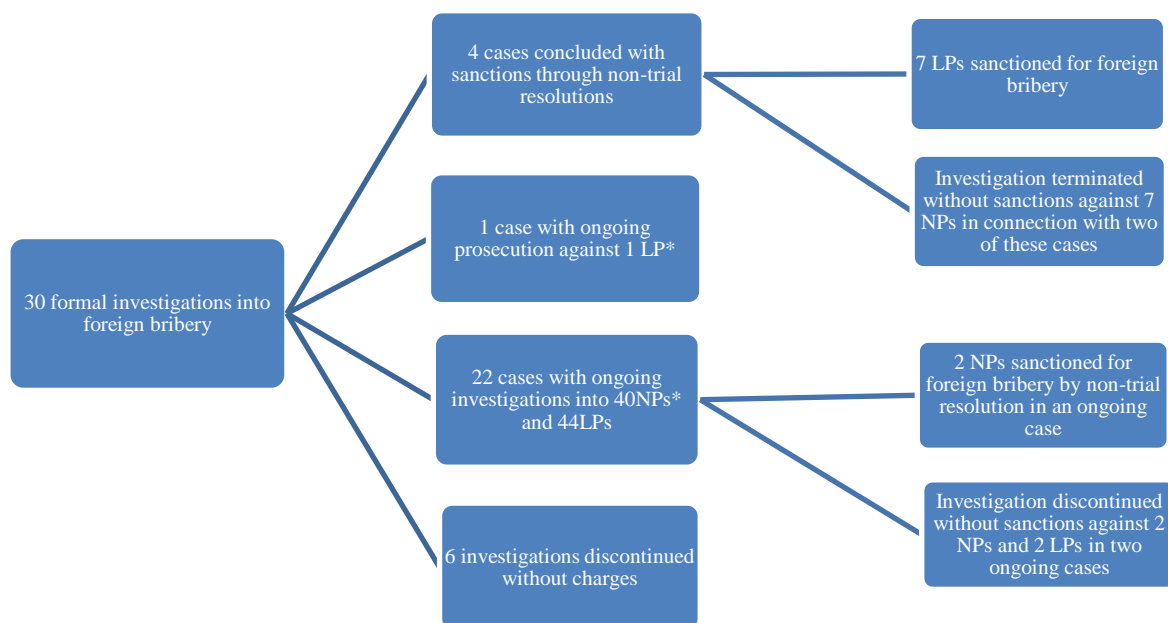 30 formal investigations into
foreign bribery
4 cases concluded with
sanctions through non-trial
resolutions
7 LPs sanctioned for foreign
bribery
Investigation terminated
without sanctions against 7
NPs in connection with two
of these cases
1 case with ongoing
prosecution against 1 LP*
22 cases with ongoing
investigations into 40NPs*
and 44LPs
2 NPs sanctioned for
foreign bribery by non-trial
resolution in an ongoing
case
Investigation discontinued
without sanctions against 2
NPs and 2 LPs in two
ongoing cases
6 investigations discontinued
without charges